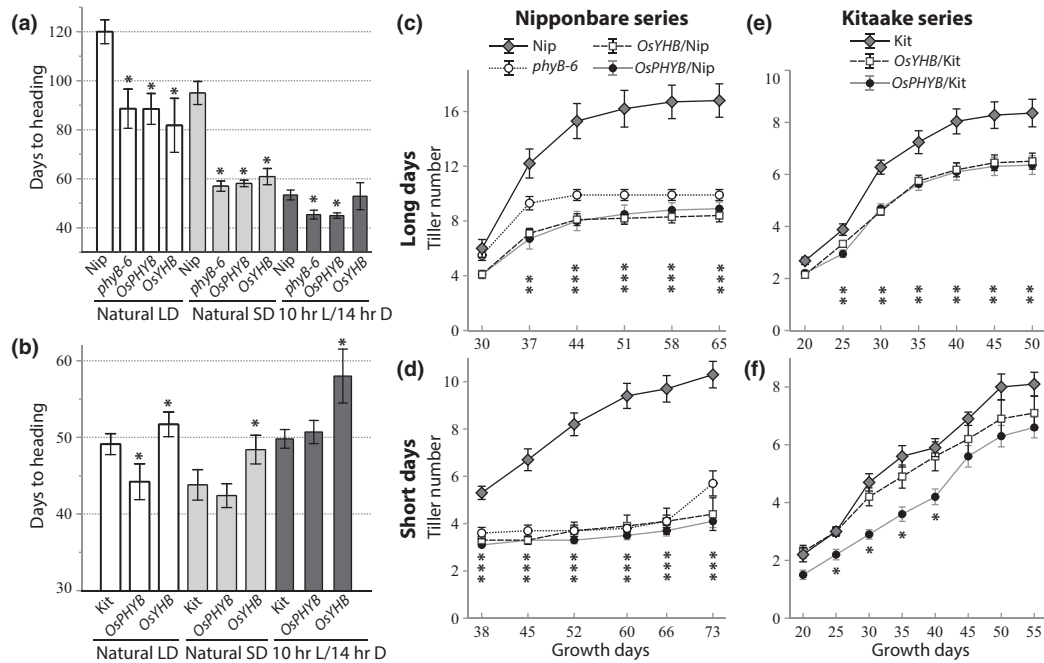 (a)
Days to heading
120
100
80
60
40
Nip
phyB-6
OsPHYB
OsYHB
Nip
phyB-6
OsPHYB
OsYHB
Nip
phyB-6
OsPHYB
OsYHB
* * * * * * * *
Natural LD Natural SD 10 hr L/14 hr D
(b)
Days to heading
60
50
40
30
Kit
OsPHYB
OsYHB
Kit
OsPHYB
OsYHB
Kit
OsPHYB
OsYHB
* * * *
Natural LD Natural SD 10 hr L/14 hr D
(c) Nipponbare series
Nip OsYHB/Nip
phyB-6 OsPHYB/Nip
Long days
Tiller number
16
12
8
4
0
** *** *** *** ***
30 37 44 51 58 65
(d)
Short days
Tiller number
10
8
6
4
2
0
*** *** *** *** *** ***
38 45 52 60 66 73
Growth days
(e) Kitaake series
Kit
OsYHB/Kit
OsPHYB/Kit
8
6
4
2
0
** ** ** ** ** **
20 25 30 35 40 45 50
(f)
8
6
4
2
0
* * * *
20 25 30 35 40 45 50 55
Growth days